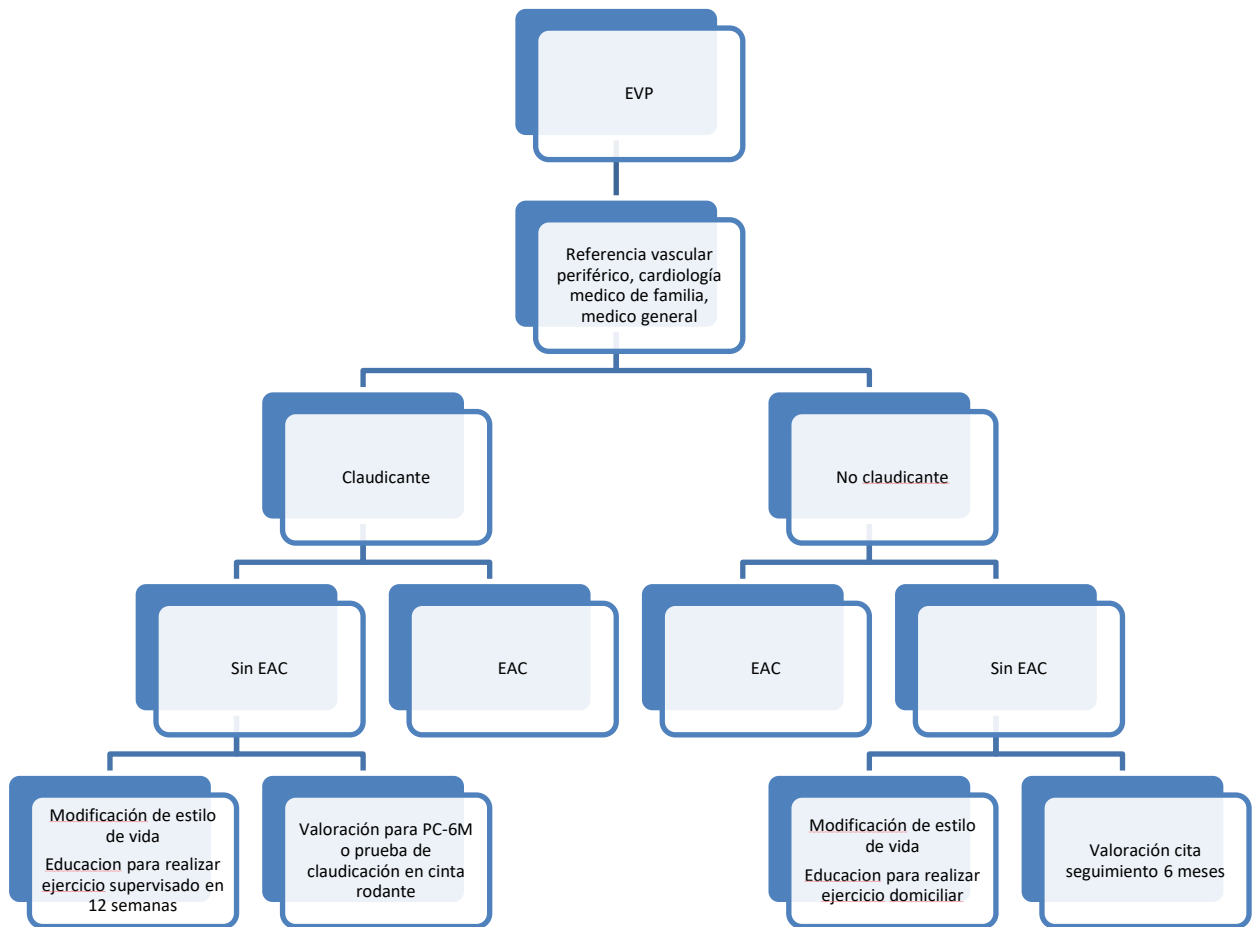 EVP
Referencia vascular
periférico, cardiología
medico de familia,
medico general
Claudicante
No claudicante
Sin EAC
EAC
EAC
Sin EAC
Modificación de estilo
de vida
Educacion para realizar
ejercicio supervisado en
12 semanas
Valoración para PC-6M
o prueba de
claudicación en cinta
rodante
Modificación de estilo
de vida
Educacion para realizar
ejercicio domiciliar
Valoración cita
seguimiento 6 meses